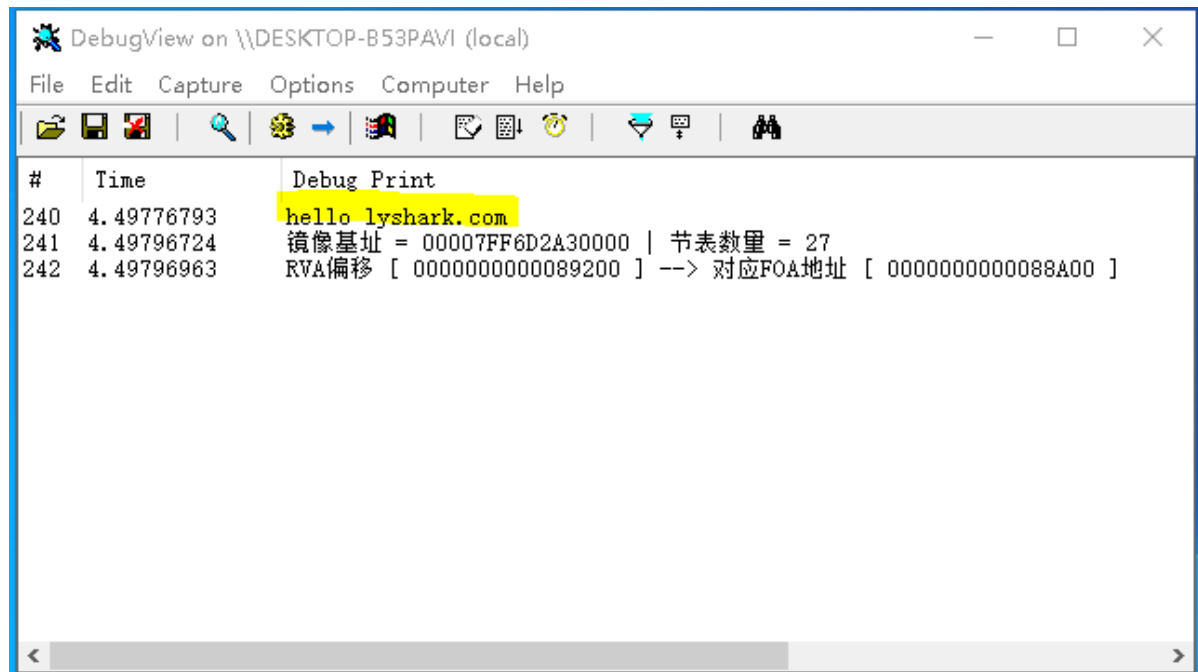 DebugView on \\DESKTOP-B53PAVI (local)
File Edit Capture Options Computer Help
# Time Debug Print
240 4.49776793 hello lyshark.com
241 4.49796724 镜像基址 = 00007FF6D2A30000 | 节表数量 = 27
242 4.49796963 RVA偏移 [ 0000000000089200 ] --> 对应FOA地址 [ 0000000000088A00 ]